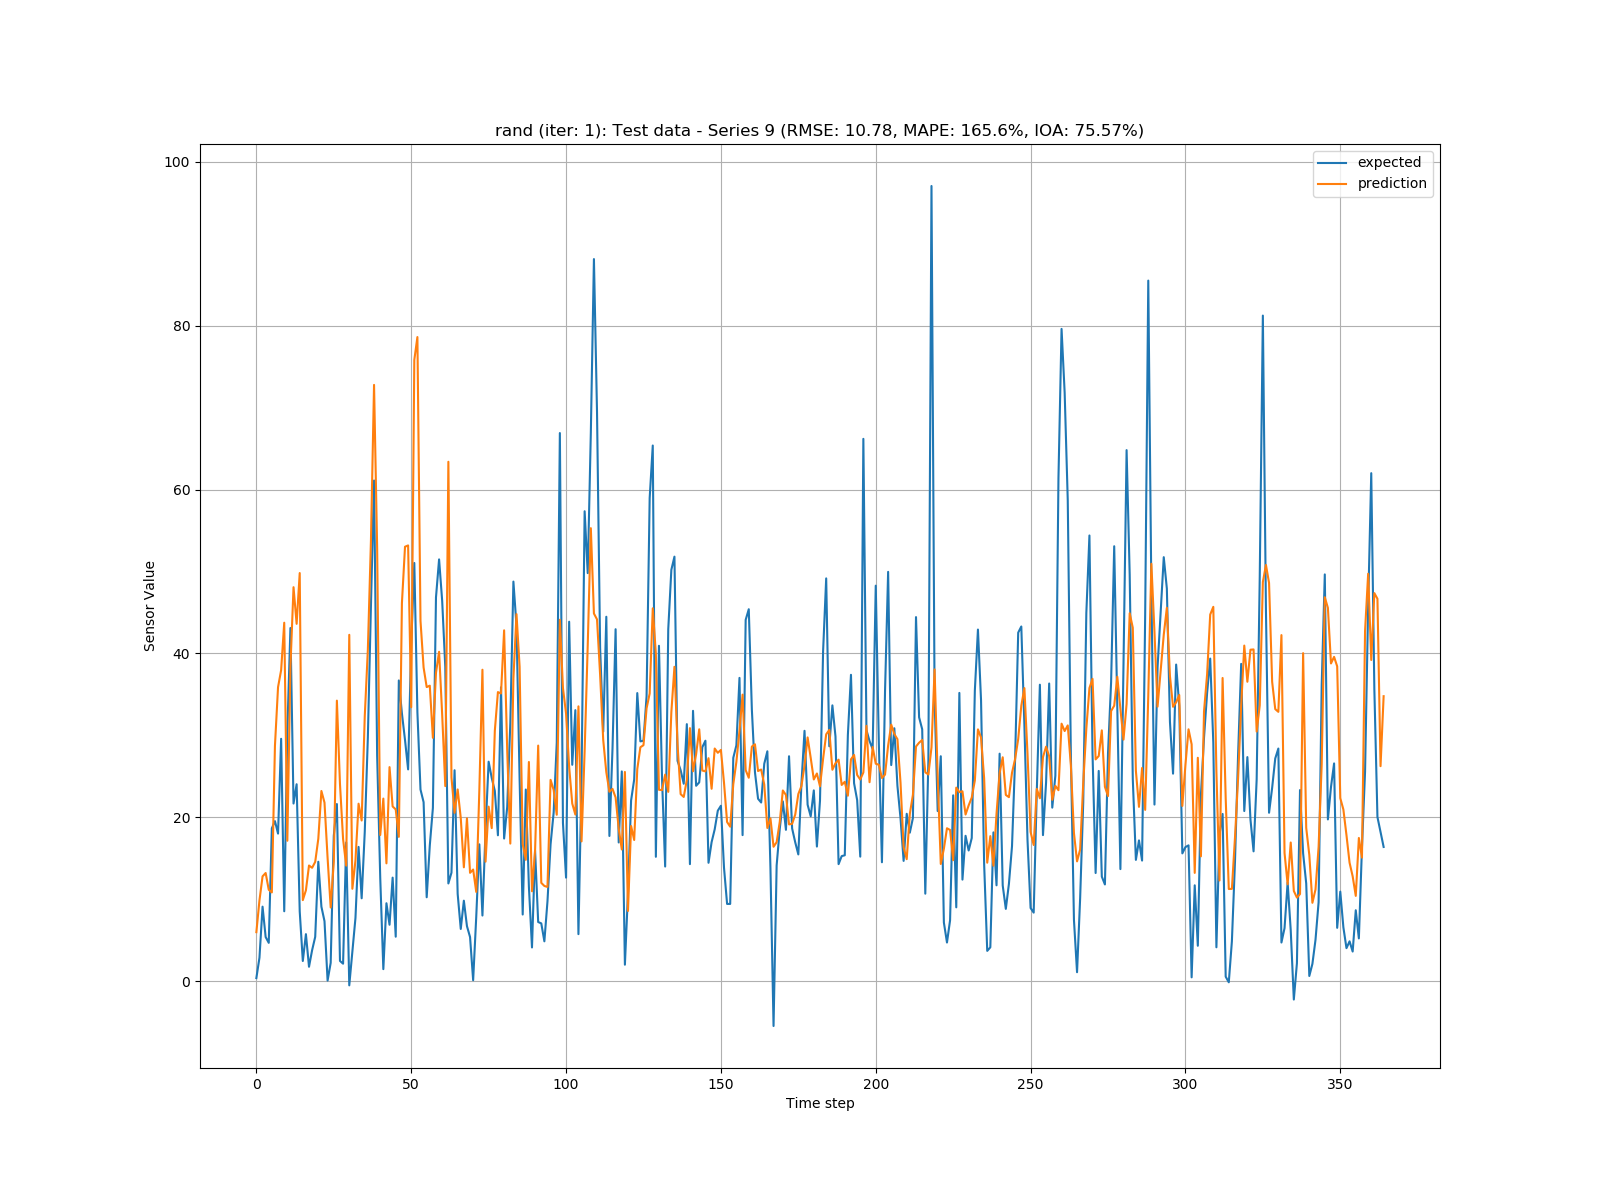 rand (iter: 1): Test data - Series 9 (RMSE: 10.78, MAPE: 165.6%, IOA: 75.57%)
expected
prediction
100
80
60
40
20
0
Sensor Value
0 50 100 150 200 250 300 350
Time step